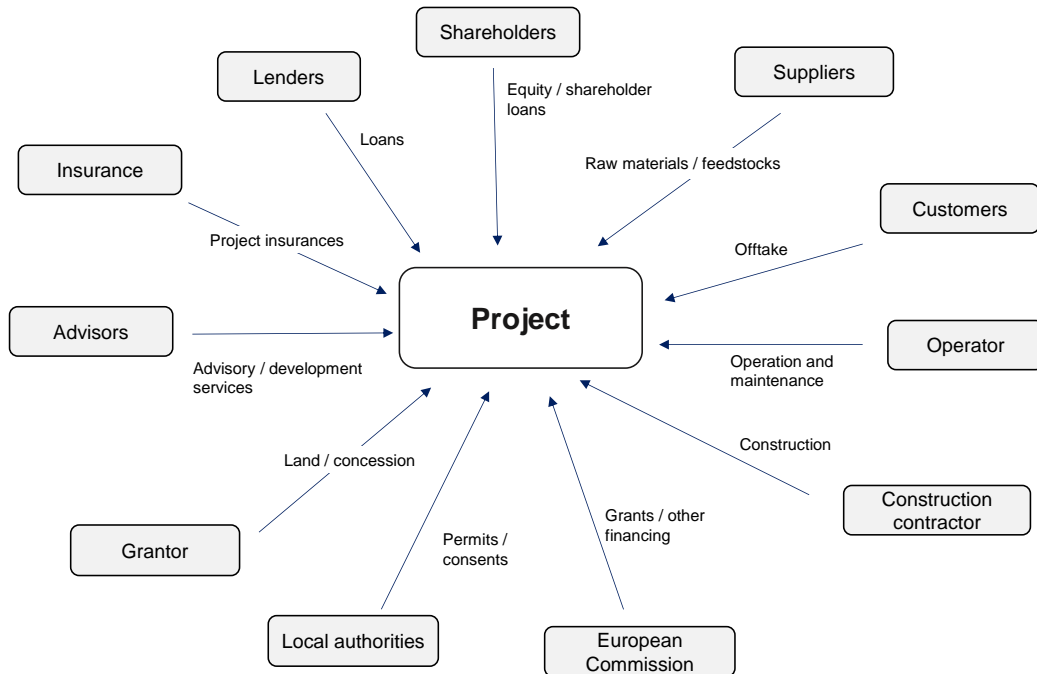 Shareholders
Lenders
Suppliers
Equity / shareholder
loans
Loans
Insurance
Raw materials / feedstocks
Customers
Project insurances
Offtake
Advisors
Project
Operator
Advisory / development
services
Operation and
maintenance
Land / concession
Construction
Construction
contractor
Grantor
Permits /
consents
Grants / other
financing
Local authorities
European
Commission